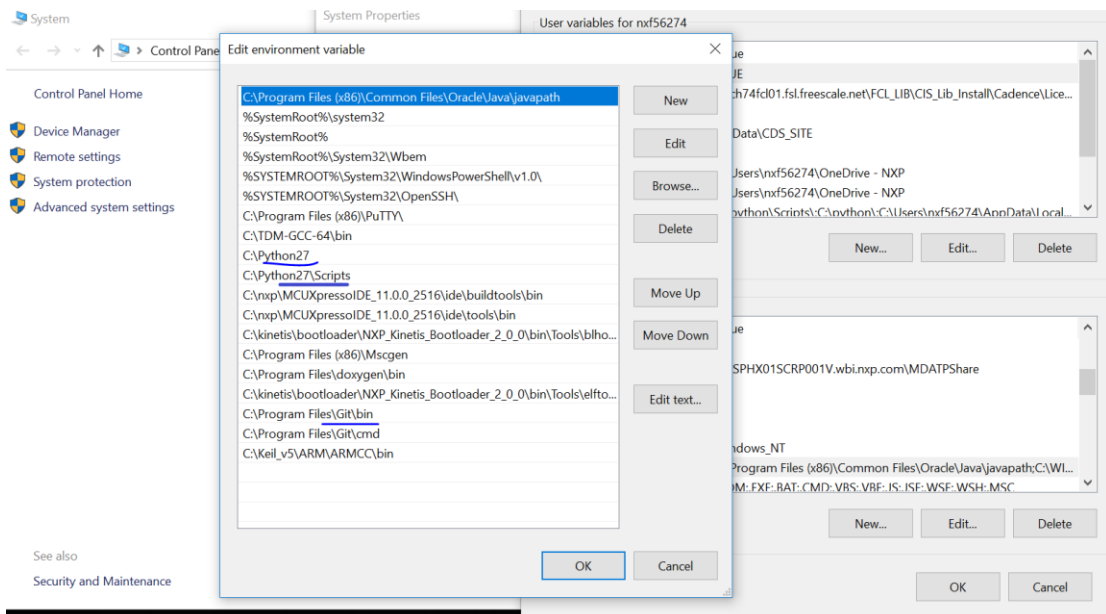 System
System Properties
Control Pane
Control Panel Home
Device Manager
Remote settings
System protection
Advanced system settings
See also
Security and Maintenance
Edit environment variable
C:\Program Files (x86)\Common Files\Oracle\Java\javapath
%SystemRoot%\system32
%SystemRoot%
%SystemRoot%\System32\Wbem
%SYSTEMROOT%\System32\WindowsPowerShell\v1.0\
%SYSTEMROOT%\System32\OpenSSH\
C:\Program Files (x86)\PuTTY\
C:\TDM-GCC-64\bin
C:\Python27
C:\Python27\Scripts
C:\nxp\MCUXpressoIDE_11.0.0_2516\ide\buildtools\bin
C:\nxp\MCUXpressoIDE_11.0.0_2516\ide\tools\bin
C:\kinetis\bootloader\NXP_Kinetis_Bootloader_2_0_0\bin\Tools\blho...
C:\Program Files (x86)\Mscgen
C:\Program Files\doxygen\bin
C:\kinetis\bootloader\NXP_Kinetis_Bootloader_2_0_0\bin\Tools\elfto...
C:\Program Files\Git\bin
C:\Program Files\Git\cmd
C:\Keil_v5\ARM\ARMCC\bin
New
Edit
Browse...
Delete
Move Up
Move Down
Edit text...
OK
Cancel
User variables for nxf56274
ue
UE
ch74fcl01.fsl.freescale.net\FCL_LIB\CIS_Lib_Install\Cadence\Lice...
Data\CDS_SITE
Users\nxf56274\OneDrive - NXP
Users\nxf56274\OneDrive - NXP
python\Scripts\;C:\python\;C:\Users\nxf56274\AppData\Local...
New...
Edit...
Delete
ue
SPHX01SCRP001V.wbi.nxp.com\MDATPShare
ndows_NT
Program Files (x86)\Common Files\Oracle\Java\javapath;C:\WI...
OM;.EXE;.BAT;.CMD;.VBS;.VBE;.JS;.JSE;.WSF;.WSH;.MSC
New...
Edit...
Delete
OK
Cancel